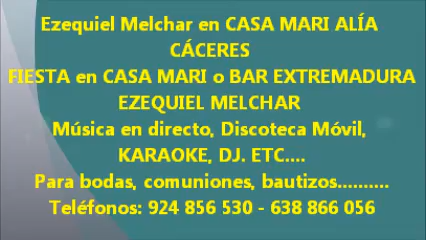 Ezequiel Melchar en CASA MARI ALÍA
CÁCERES
FIESTA en CASA MARI o BAR EXTREMADURA
EZEQUIEL MELCHAR
Música en directo, Discoteca Móvil,
KARAOKE, DJ. ETC....
Para bodas, comuniones, bautizos..........
Teléfonos: 924 856 530 - 638 866 056